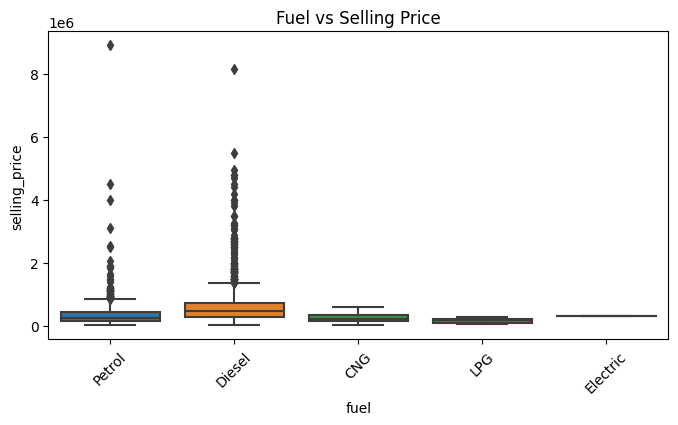 Fuel vs Selling Price
1e6
8
6
4
2
0
selling_price
Petrol
Diesel
CNG
LPG
Electric
fuel